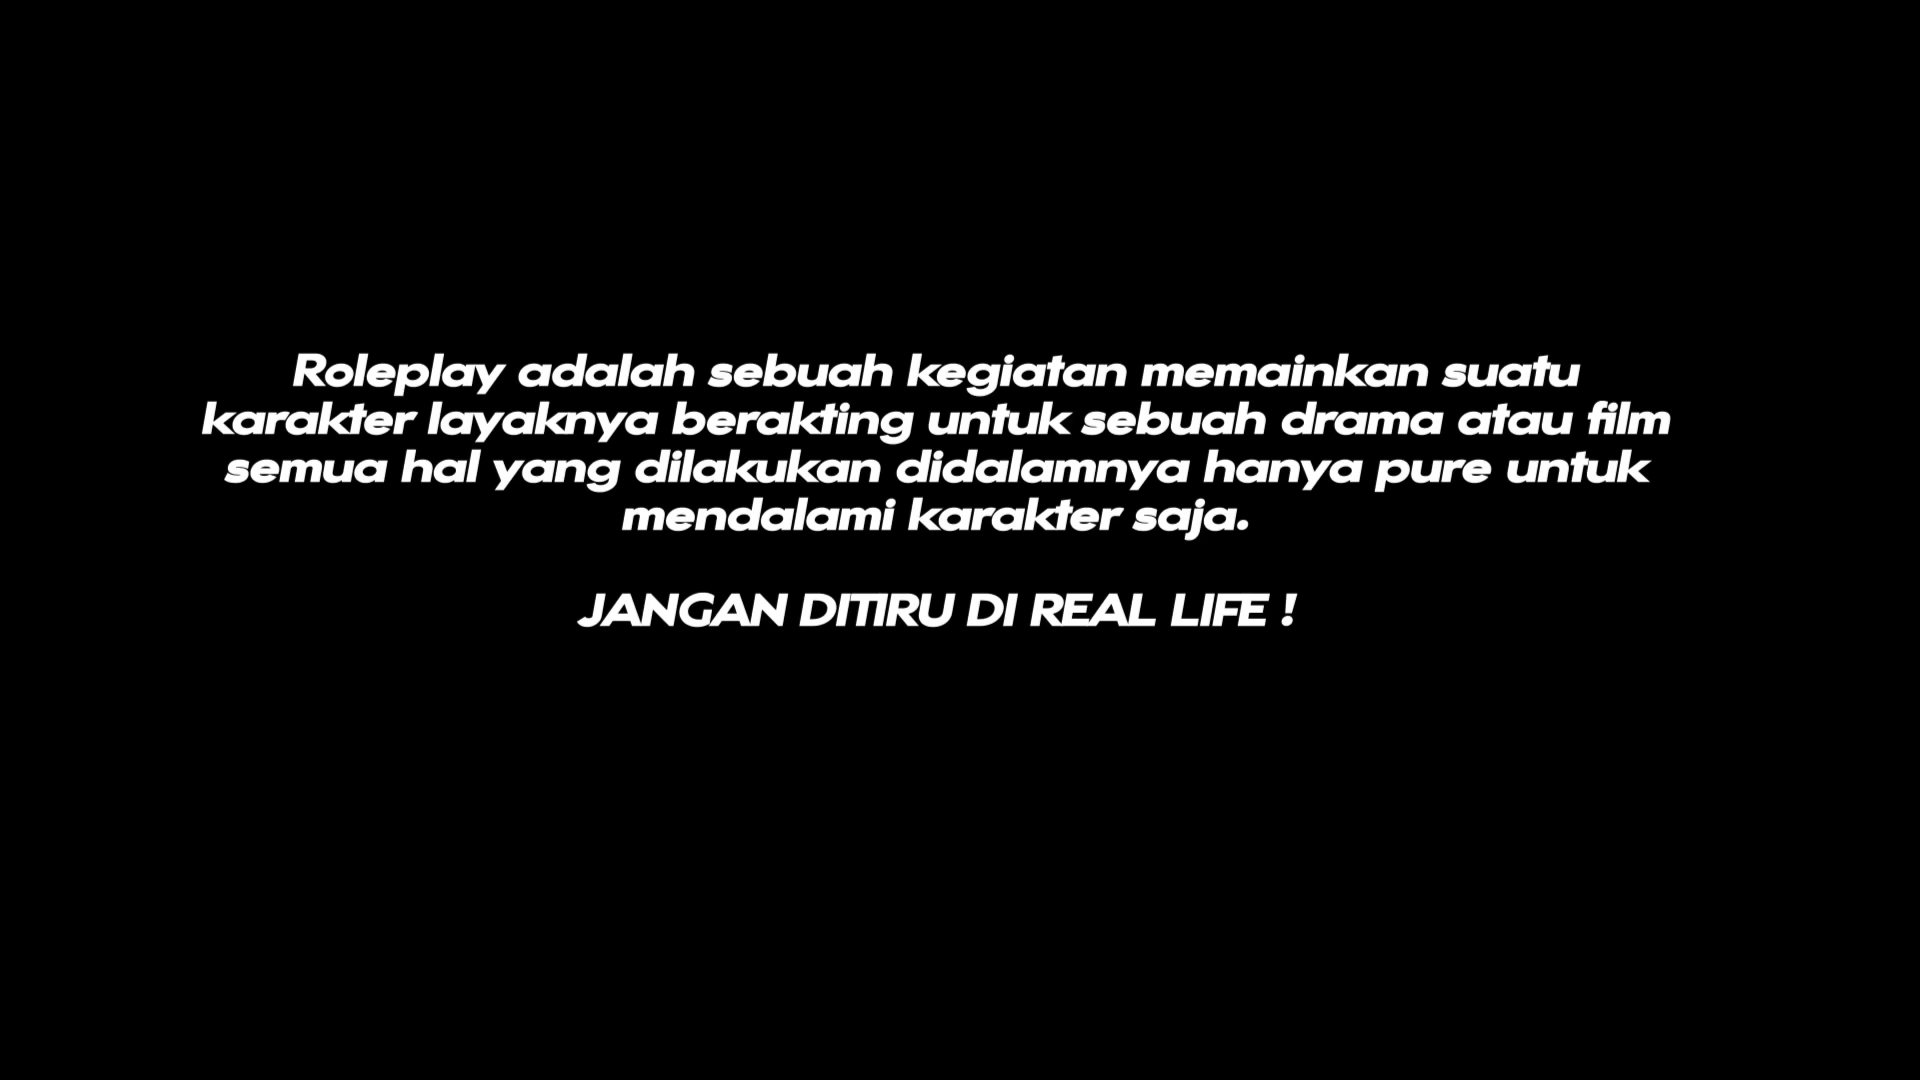 Roleplay adalah sebuah kegiatan memainkan suatu
karakter layaknya berakting untuk sebuah drama atau film
semua hal yang dilakukan didalamnya hanya pure untuk
mendalami karakter saja.
JANGAN DITIRU DI REAL LIFE !